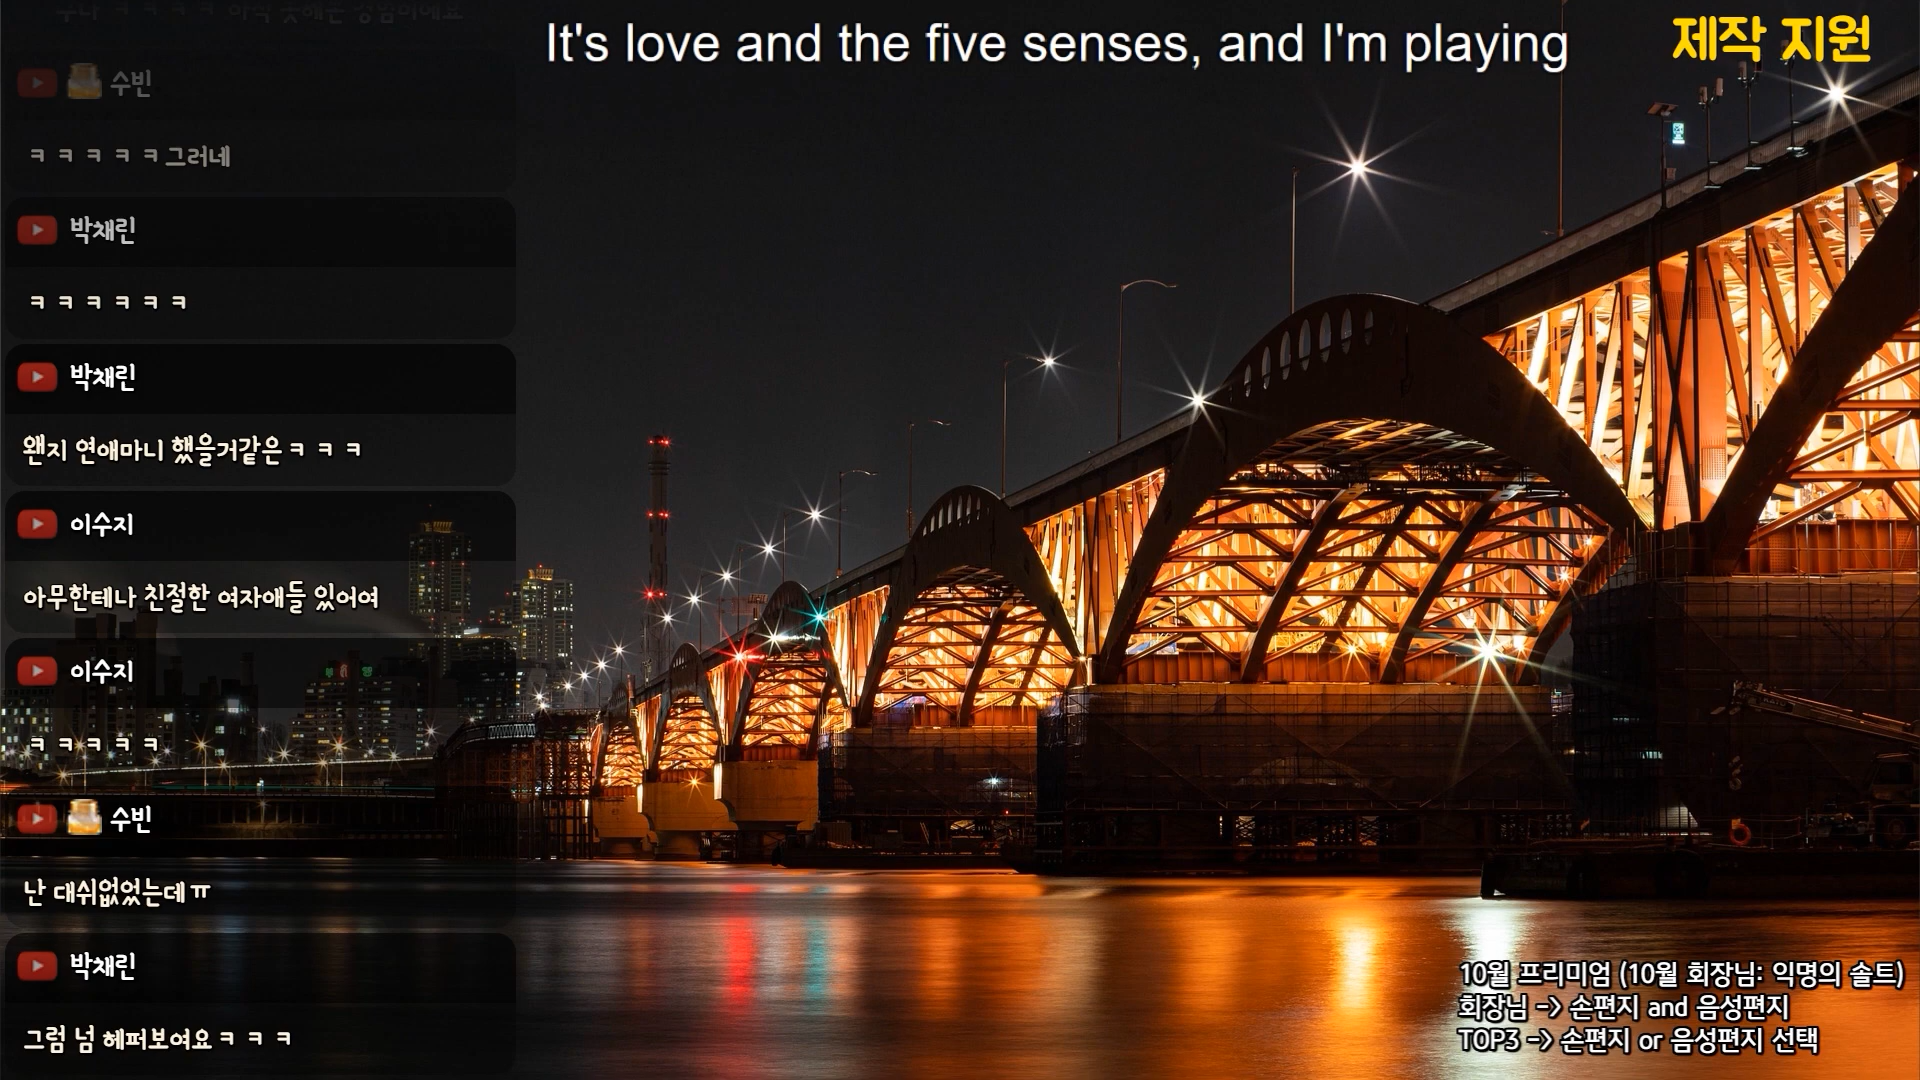 It's love and the five senses, and I'm playing
제작 지원
수빈
ㅋㅋㅋㅋㅋ그러네
박채린
ㅋㅋㅋㅋㅋㅋ
박채린
왠지 연애마니 했을거같은ㅋㅋㅋ
이수지
아무한테나 친절한 여자애들 있어여
이수지
ㅋㅋㅋㅋㅋ
수빈
난 대쉬없었는데ㅠ
박채린
그럼 넘 헤퍼보여요ㅋㅋㅋ
10월 프리미엄 (10월 회장님: 익명의 솔트)
회장님 -> 손편지 and 음성편지
TOP3 -> 손편지 or 음성편지 선택